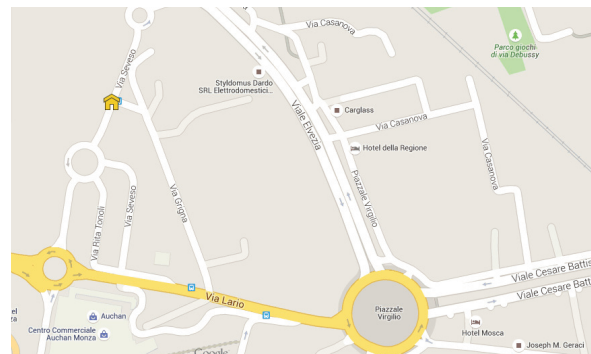 Via Casanova
Parco giochi
di via Debussy
Via Seveso
Styldomus Dardo
SRL Elettrodomestici...
Viale Elvezia
Carglass
Via Casanova
Hotel della Regione
Via Casanova
Via Grigna
Via Seveso
Via Rita Tonoli
Piazzale Virgilio
Viale Cesare Battis
Viale Cesare Batt
Via Lario
Piazzale
Virgilio
Auchan
Centro Commerciale
Auchan Monza
Hotel Mosca
Joseph M. Geraci
Google